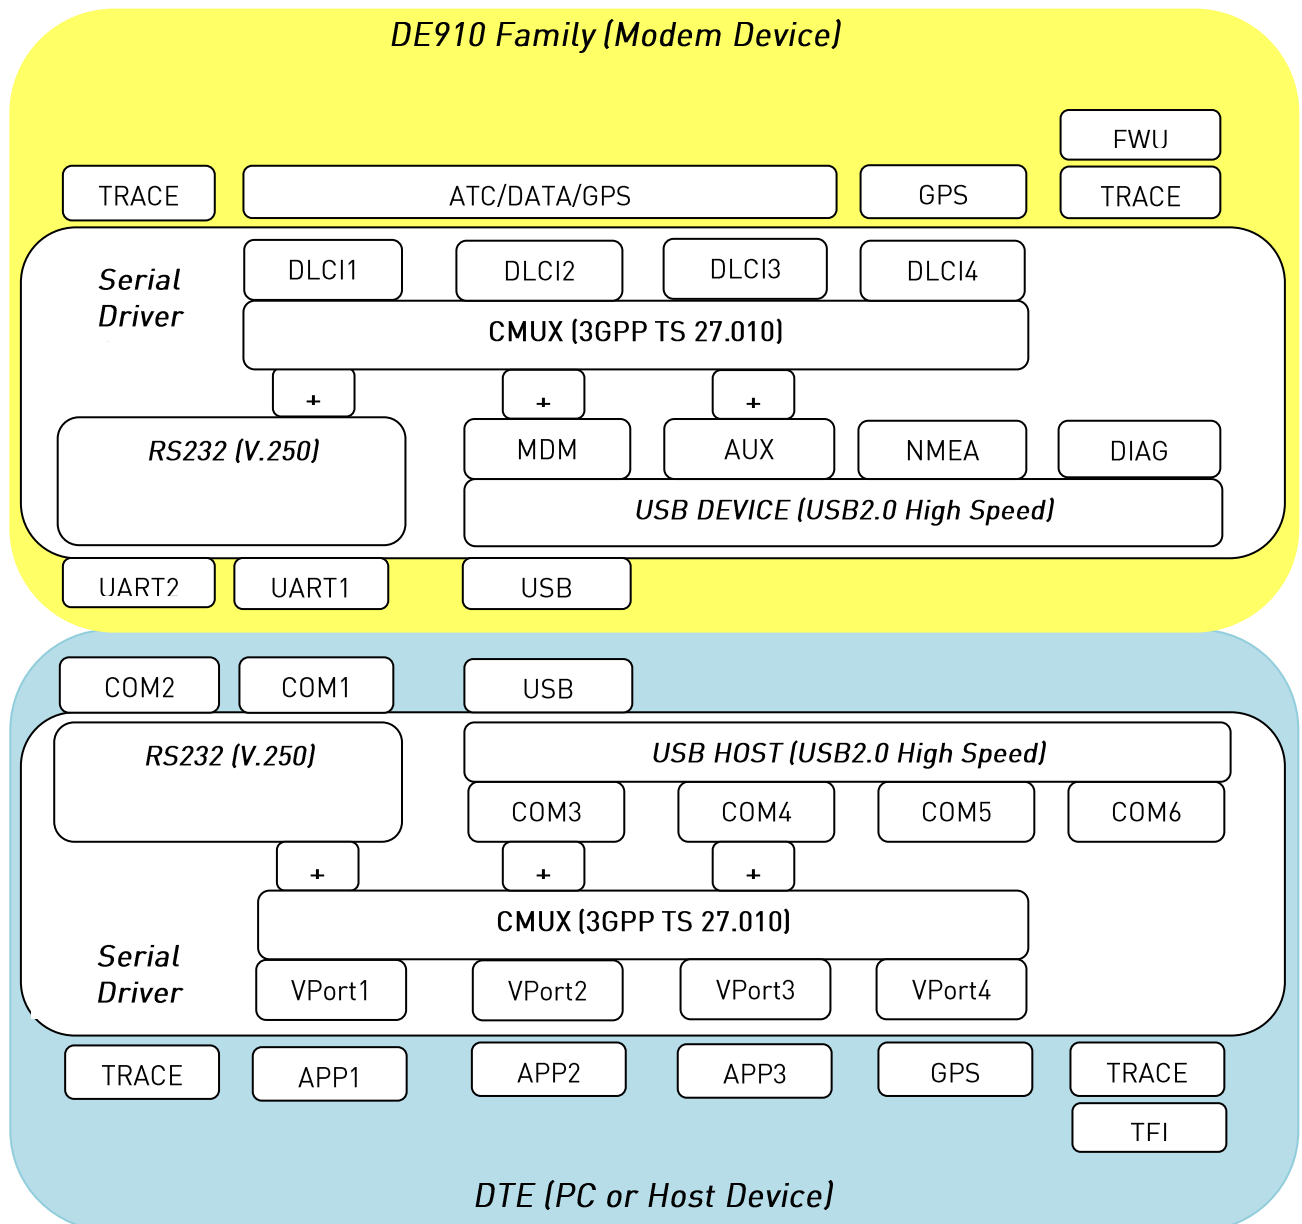 DE910 Family (Modem Device)
FWU
TRACE
ATC/DATA/GPS
GPS
TRACE
Serial
Driver
DLCI1
DLCI2
DLCI3
DLCI4
CMUX (3GPP TS 27.010)
+
+
+
RS232 (V.250)
MDM
AUX
NMEA
DIAG
USB DEVICE (USB2.0 High Speed)
UART2
UART1
USB
COM2
COM1
USB
RS232 (V.250)
USB HOST (USB2.0 High Speed)
COM3
COM4
COM5
COM6
+
+
+
CMUX (3GPP TS 27.010)
Serial
Driver
VPort1
VPort2
VPort3
VPort4
TRACE
APP1
APP2
APP3
GPS
TRACE
TFI
DTE (PC or Host Device)